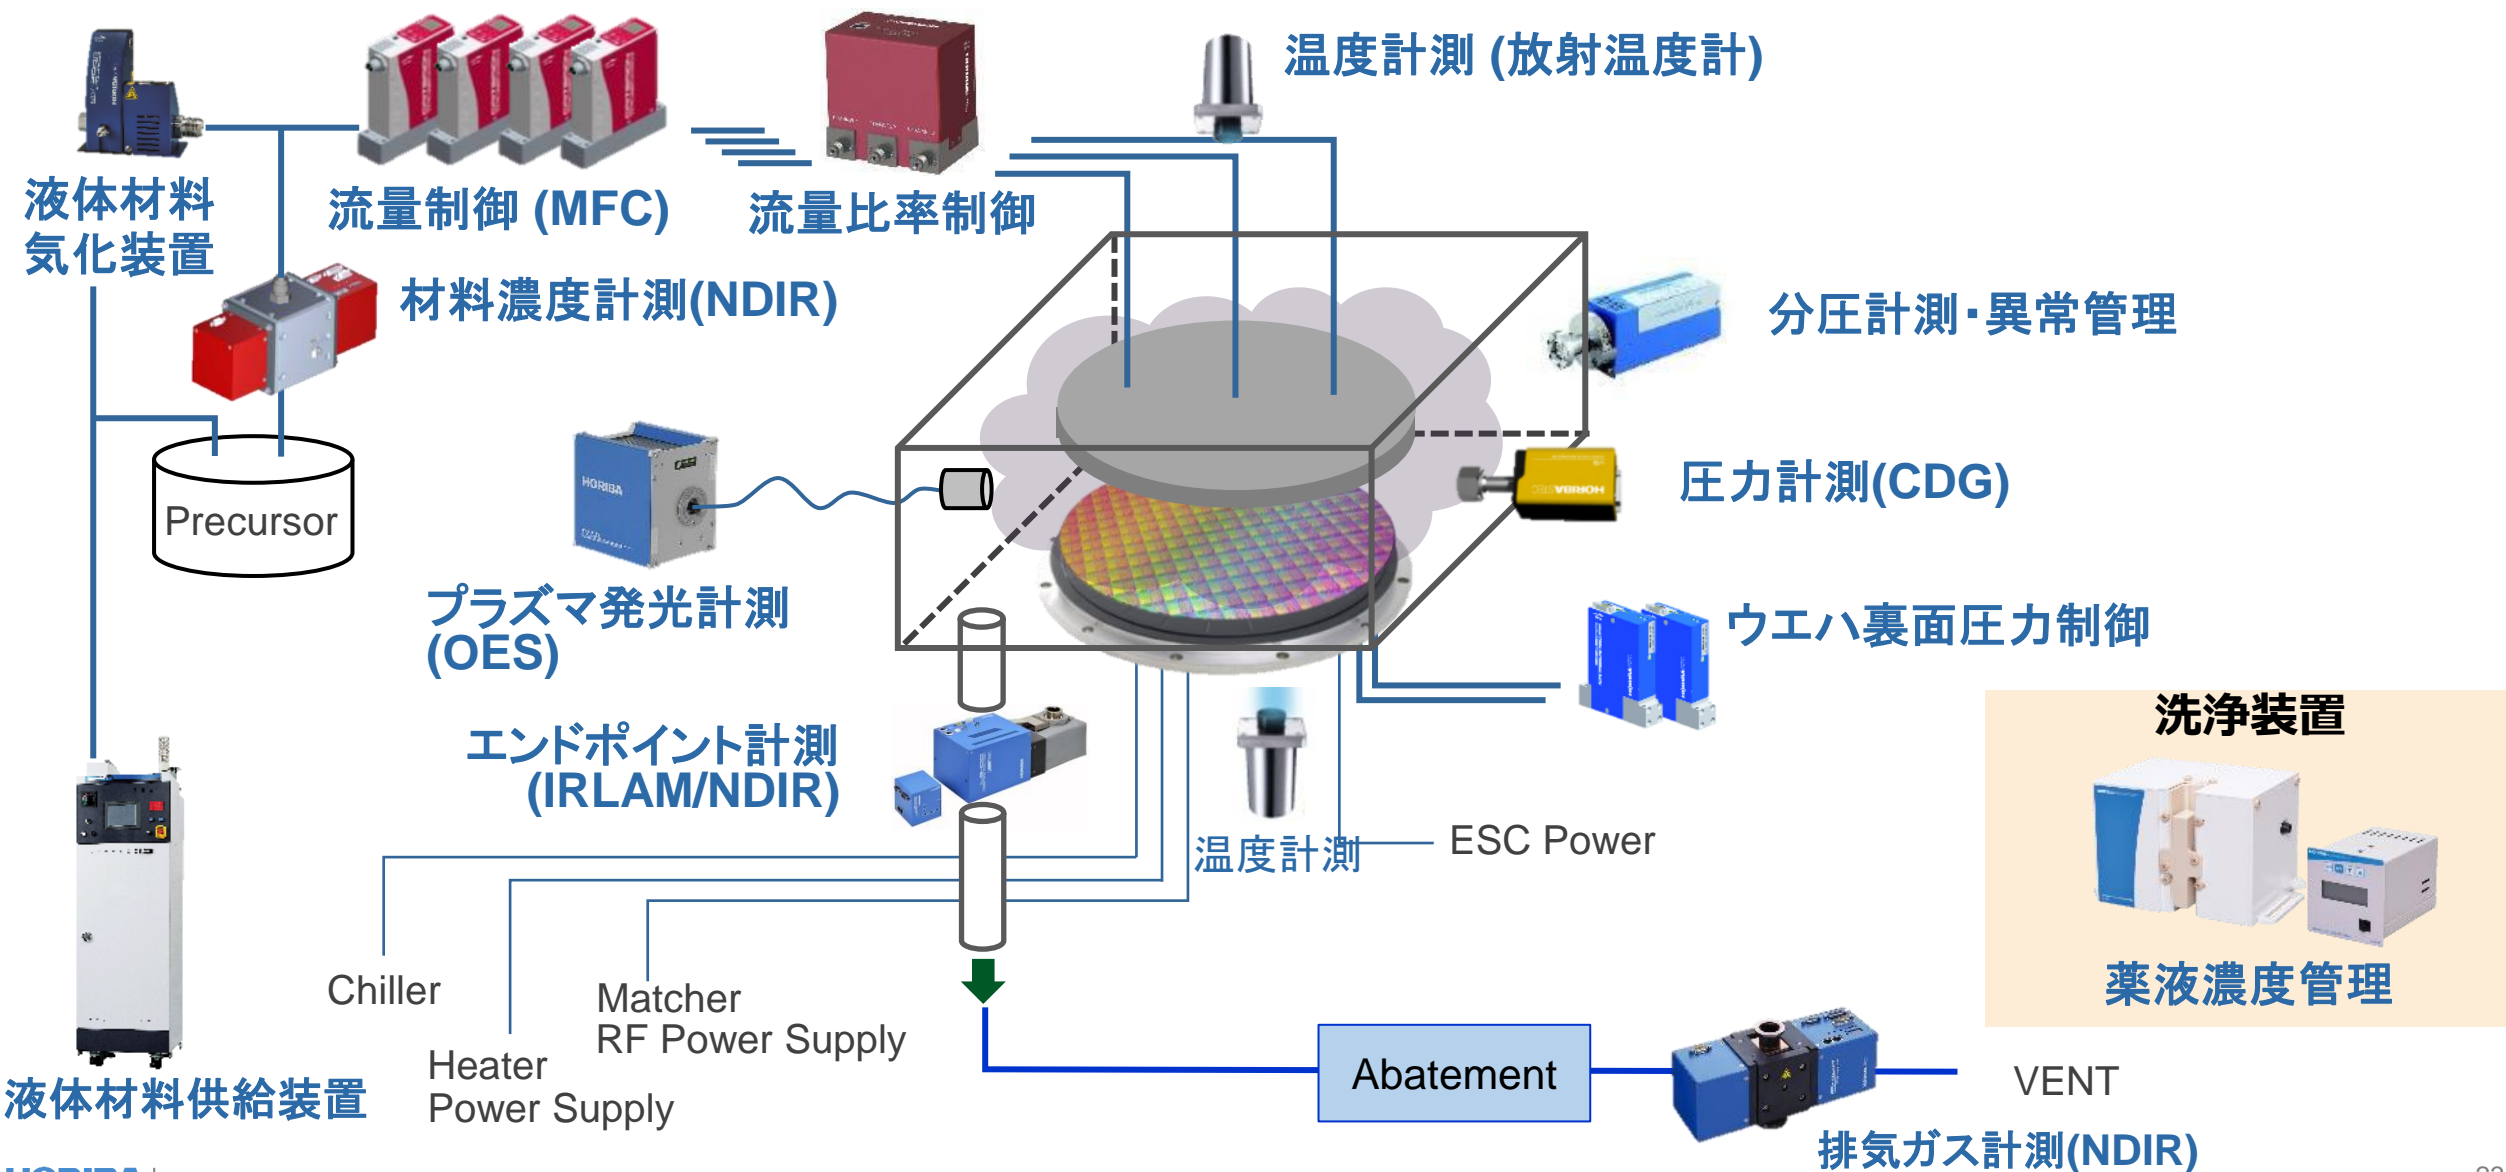 温度計測 (放射温度計)
液体材料
気化装置
流量制御 (MFC)
流量比率制御
材料濃度計測(NDIR)
分圧計測・異常管理
Precursor
HORIBA
圧力計測(CDG)
HORIBA
プラズマ発光計測
(OES)
ウエハ裏面圧力制御
エンドポイント計測
(IRLAM/NDIR)
洗浄装置
温度計測
ESC Power
Chiller
Matcher
RF Power Supply
薬液濃度管理
Heater
Power Supply
Abatement
VENT
液体材料供給装置
排気ガス計測(NDIR)
HORIBA